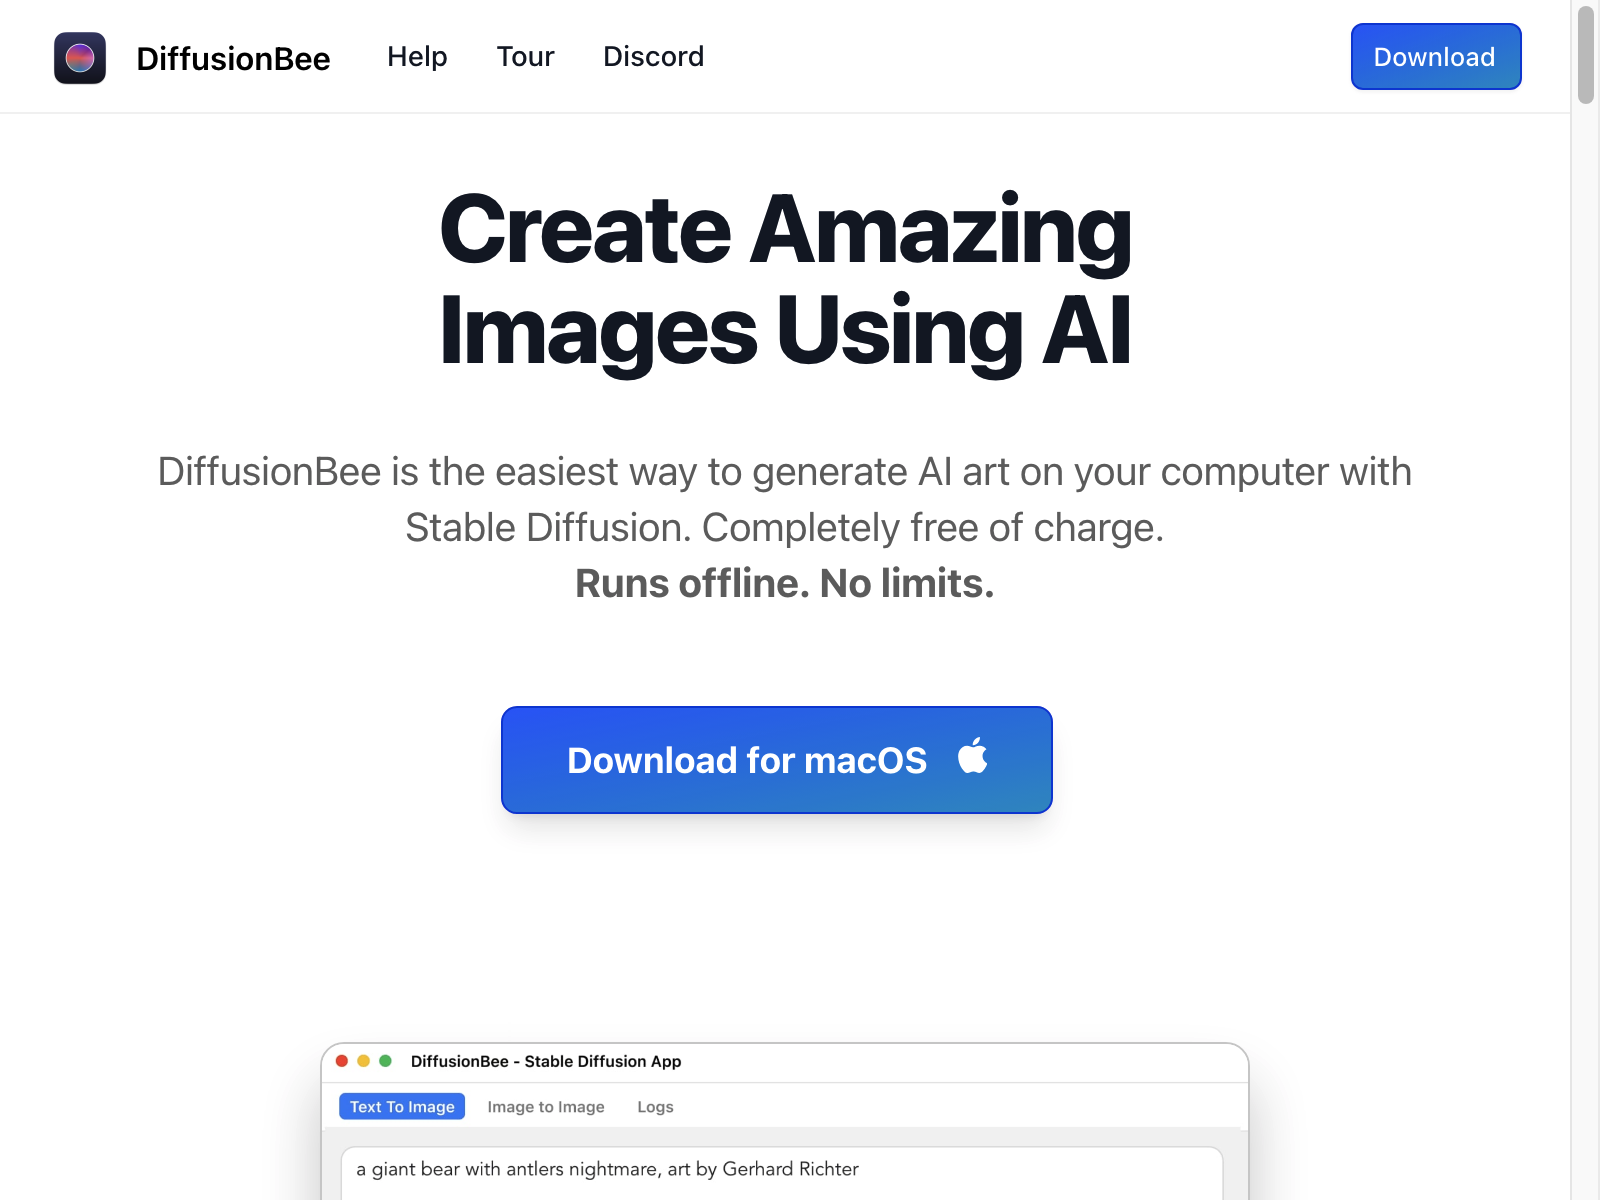 DiffusionBee
Help
Tour
Discord
Download
Create Amazing
Images Using AI
DiffusionBee is the easiest way to generate AI art on your computer with
Stable Diffusion. Completely free of charge.
Runs offline. No limits.
Download for macOS
DiffusionBee - Stable Diffusion App
Text To Image
Image to Image
Logs
a giant bear with antlers nightmare, art by Gerhard Richter